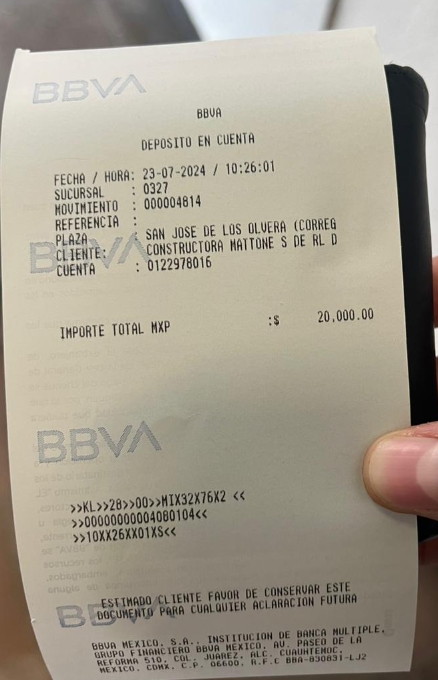 BBVA
BBVA
DEPOSITO EN CUENTA
FECHA / HORA: 23-07-2024 / 10:26:01
SUCURSAL : 0327
MOVIMIENTO : 000004814
REFERENCIA :
PLAZA : SAN JOSE DE LOS OLVERA (CORREG
CLIENTE: CONSTRUCTORA MATTONE S DE RL D
CUENTA : 0122978016
BBVA
IMPORTE TOTAL MXP :$ 20,000.00
BBVA
>>KL>>28>>00>>MIX32X76X2 <<
>>00000000004080104<<
>>10XX26XX01XS<<
ESTIMADO CLIENTE FAVOR DE CONSERVAR ESTE
DOCUMENTO PARA CUALQUIER ACLARACION FUTURA
BBVA
BBVA MEXICO, S.A., INSTITUCION DE BANCA MULTIPLE,
GRUPO FINANCIERO BBVA MEXICO, AV. PASEO DE LA
REFORMA 510, COL. JUAREZ, ALC. CUAUHTEMOC,
MEXICO, CDMX, C.P. 06600, R.F.C BBA-830831-LJ2